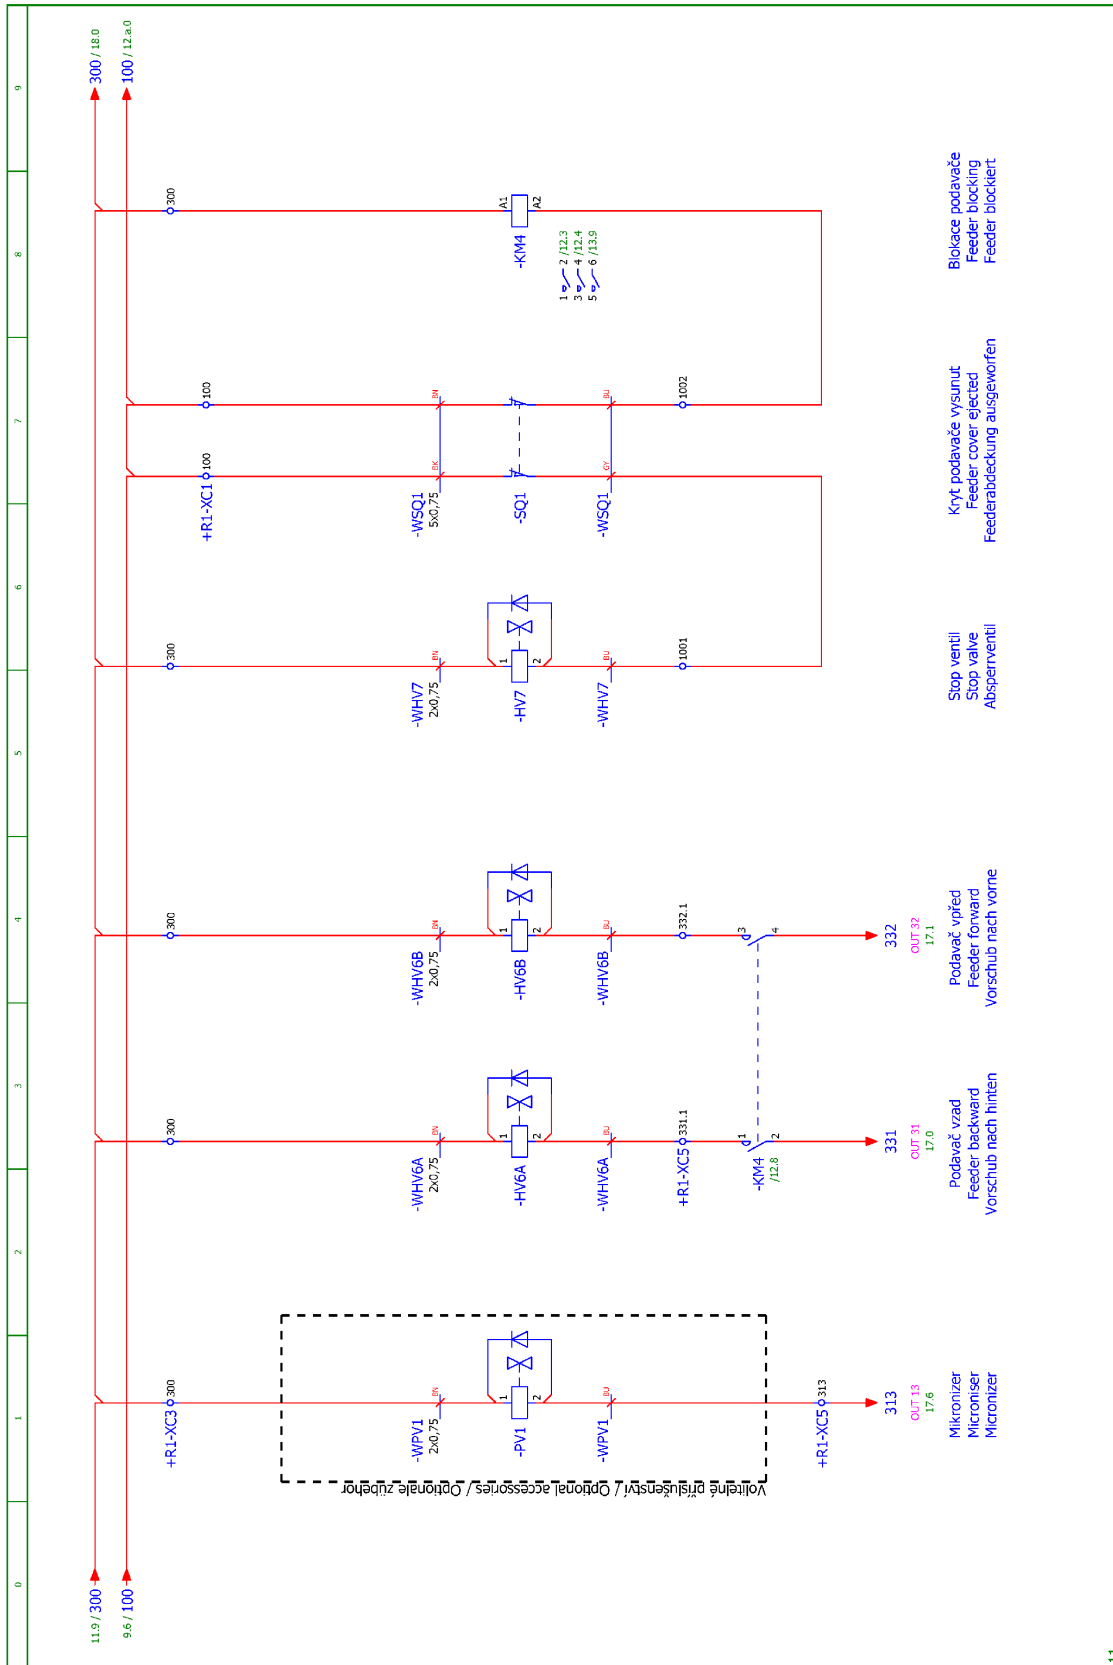 0
1
2
3
4
5
6
7
8
9
11.9 / 300
9.6 / 100
300 / 18.0
100 / 12.a.0
+R1-XC3
300
300
300
300
300
+R1-XC1
100
100
Volitelné příslušenství / Optional accessories / Optionale zübehor
-WPV1
2x0,75
BN
-WHV6A
2x0,75
BN
-WHV6B
2x0,75
BN
-WHV7
2x0,75
BN
-WSQ1
5x0,75
BK
BN
-PV1
1
2
-HV6A
1
2
-HV6B
1
2
-HV7
1
2
-SQ1
-KM4
A1
A2
1
2
/12.3
3
4
/12.4
5
6
/13.9
-WPV1
BU
-WHV6A
BU
-WHV6B
BU
-WHV7
BU
-WSQ1
GY
BU
+R1-XC5
331.1
332.1
1001
1002
-KM4
/12.8
1
2
3
4
+R1-XC5
313
313
OUT 13
17.6
331
OUT 31
17.0
332
OUT 32
17.1
Mikronizer
Microniser
Micronizer
Podavač vzad
Feeder backward
Vorschub nach hinten
Podavač vpřed
Feeder forward
Vorschub nach vorne
Stop ventil
Stop valve
Absperrventil
Kryt podavače vysunut
Feeder cover ejected
Feederabdeckung ausgeworfen
Blokace podavače
Feeder blocking
Feeder blockiert
11